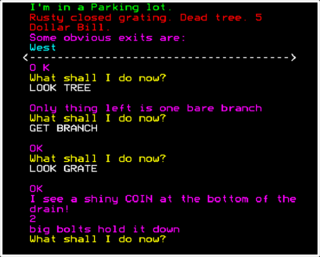 I'm in a Parking lot.
Rusty closed grating. Dead tree. 5
Dollar Bill.
Some obvious exits are:
West
<----------------------------------------->
O K
What shall I do now?
LOOK TREE
Only thing left is one bare branch
What shall I do now?
GET BRANCH
OK
What shall I do now?
LOOK GRATE
OK
I see a shiny COIN at the bottom of the
drain!
2
big bolts hold it down
What shall I do now?